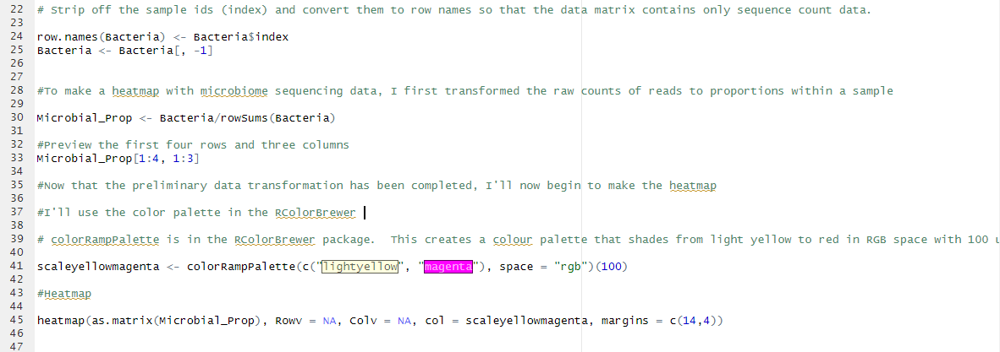 22 # Strip off the sample ids (index) and convert them to row names so that the data matrix contains only sequence count data.
23
24 row.names(Bacteria) <- Bacteria$index
25 Bacteria <- Bacteria[, -1]
26
27
28 #To make a heatmap with microbiome sequencing data, I first transformed the raw counts of reads to proportions within a sample
29
30 Microbial_Prop <- Bacteria/rowSums(Bacteria)
31
32 #Preview the first four rows and three columns
33 Microbial_Prop[1:4, 1:3]
34
35 #Now that the preliminary data transformation has been completed, I'll now begin to make the heatmap
36
37 #I'll use the color palette in the RColorBrewer
38
39 # colorRampPalette is in the RColorBrewer package.  This creates a colour palette that shades from light yellow to red in RGB space with 100 u
40
41 scaleyellowmagenta <- colorRampPalette(c("lightyellow", "magenta"), space = "rgb")(100)
42
43 #Heatmap
44
45 heatmap(as.matrix(Microbial_Prop), Rowv = NA, Colv = NA, col = scaleyellowmagenta, margins = c(14,4))
46
47